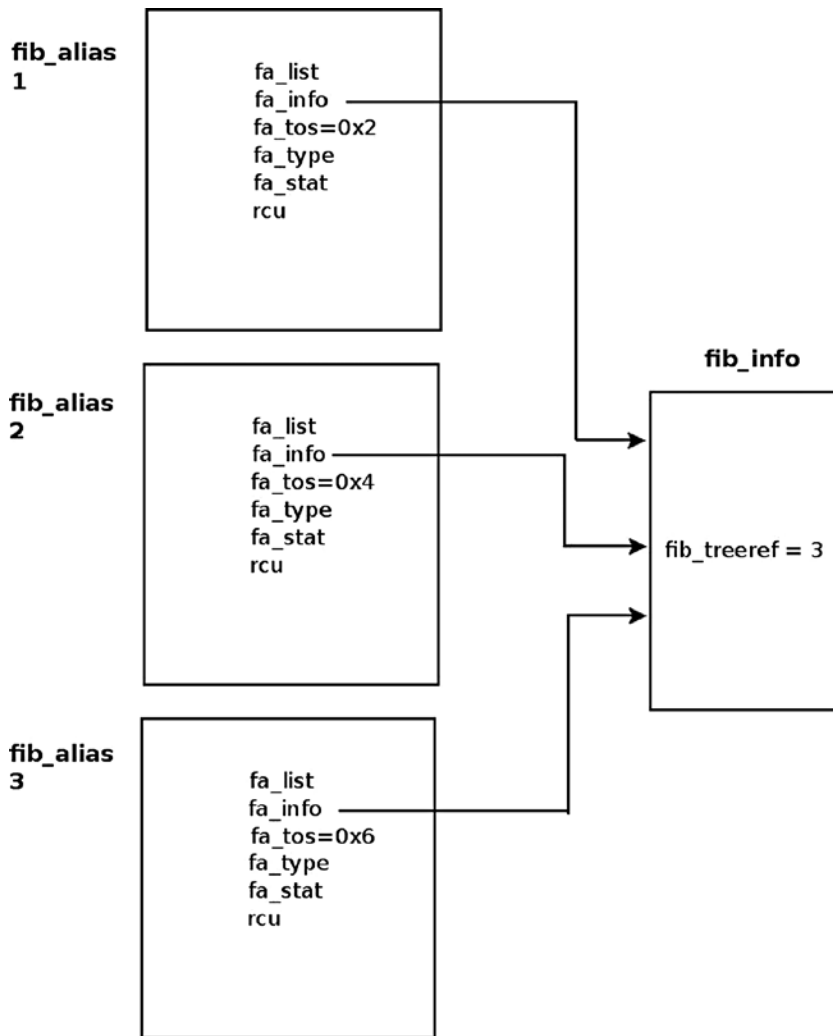 fib_alias
1
fa_list
fa_info
fa_tos=0x2
fa_type
fa_stat
rcu
fib_info
fib_treeref = 3
fib_alias
2
fa_list
fa_info
fa_tos=0x4
fa_type
fa_stat
rcu
fib_alias
3
fa_list
fa_info
fa_tos=0x6
fa_type
fa_stat
rcu